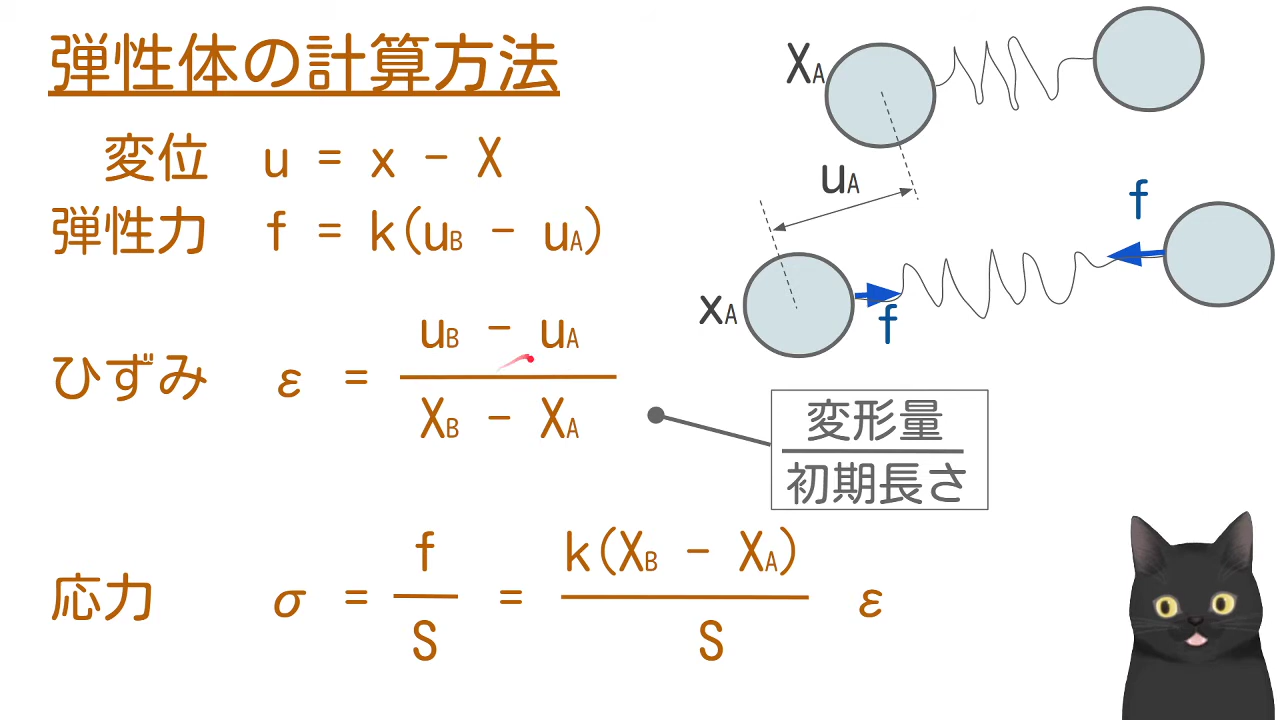 弾性体の計算方法
変位 u = x - X
弾性力 f = k(uB - uA)
ひずみ ε = uB - uA
XB - XA
応力 σ = f
S
= k(XB - XA)
S
ε
XA
uA
f
xA
f
変形量
初期長さ